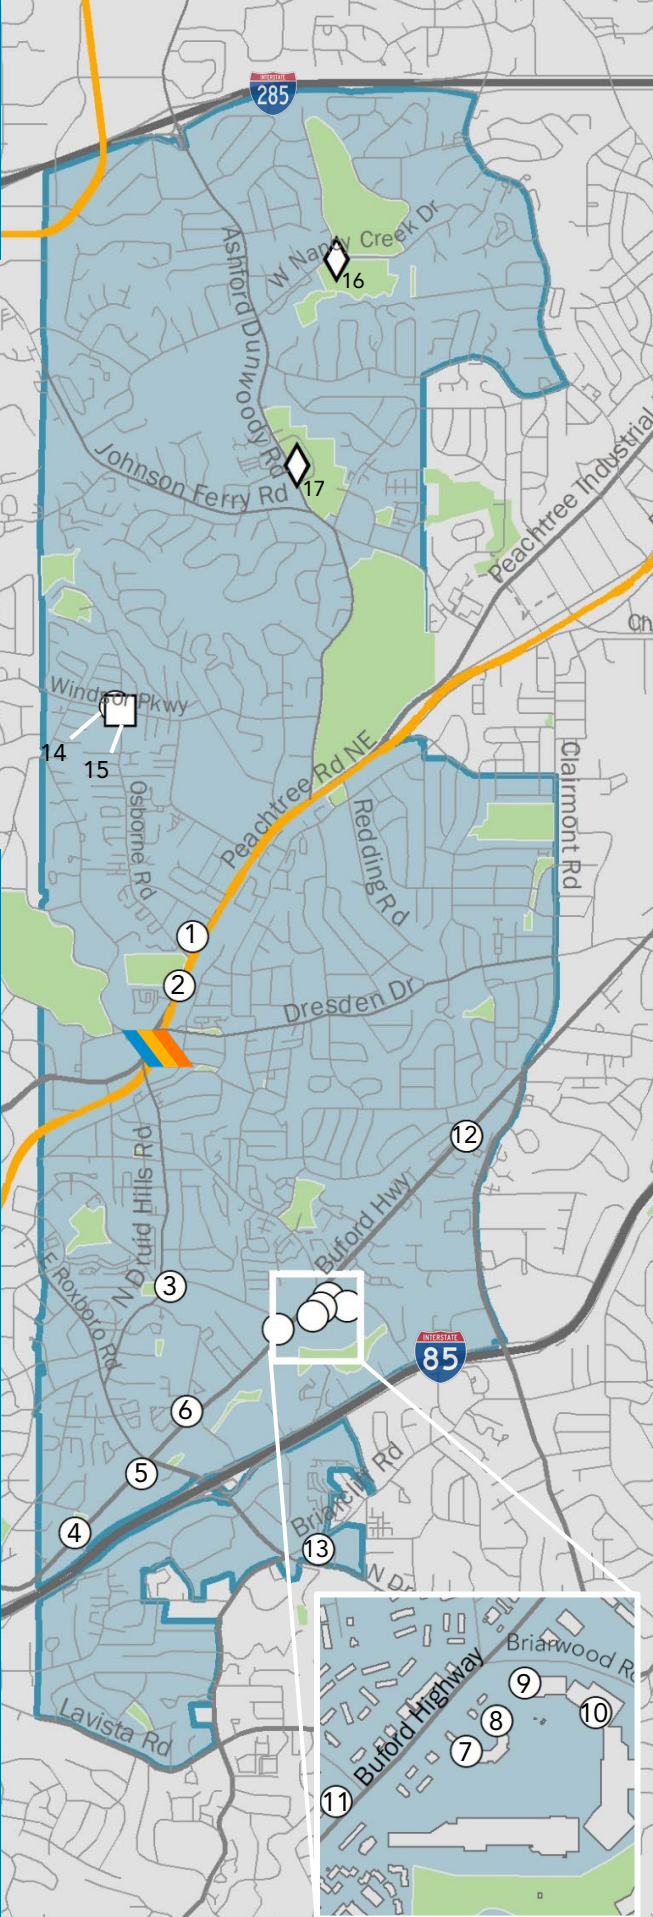 INTERSTATE
285
W Nancy Creek Dr
16
Ashford Dunwoody Rd
Johnson Ferry Rd
17
Peachtree Industrial
Ch
Windsor Pkwy
14
15
Osborne Rd
Peachtree Rd NE
Redding Rd
Clairmont Rd
1
2
Dresden Dr
12
N Druid Hills Rd
Buford Hwy
E Roxboro Rd
3
INTERSTATE
85
6
5
4
Briarcliff Rd
13
N Dr
Briarwood Rd
Buford Highway
9
8
10
7
11
Lavista Rd